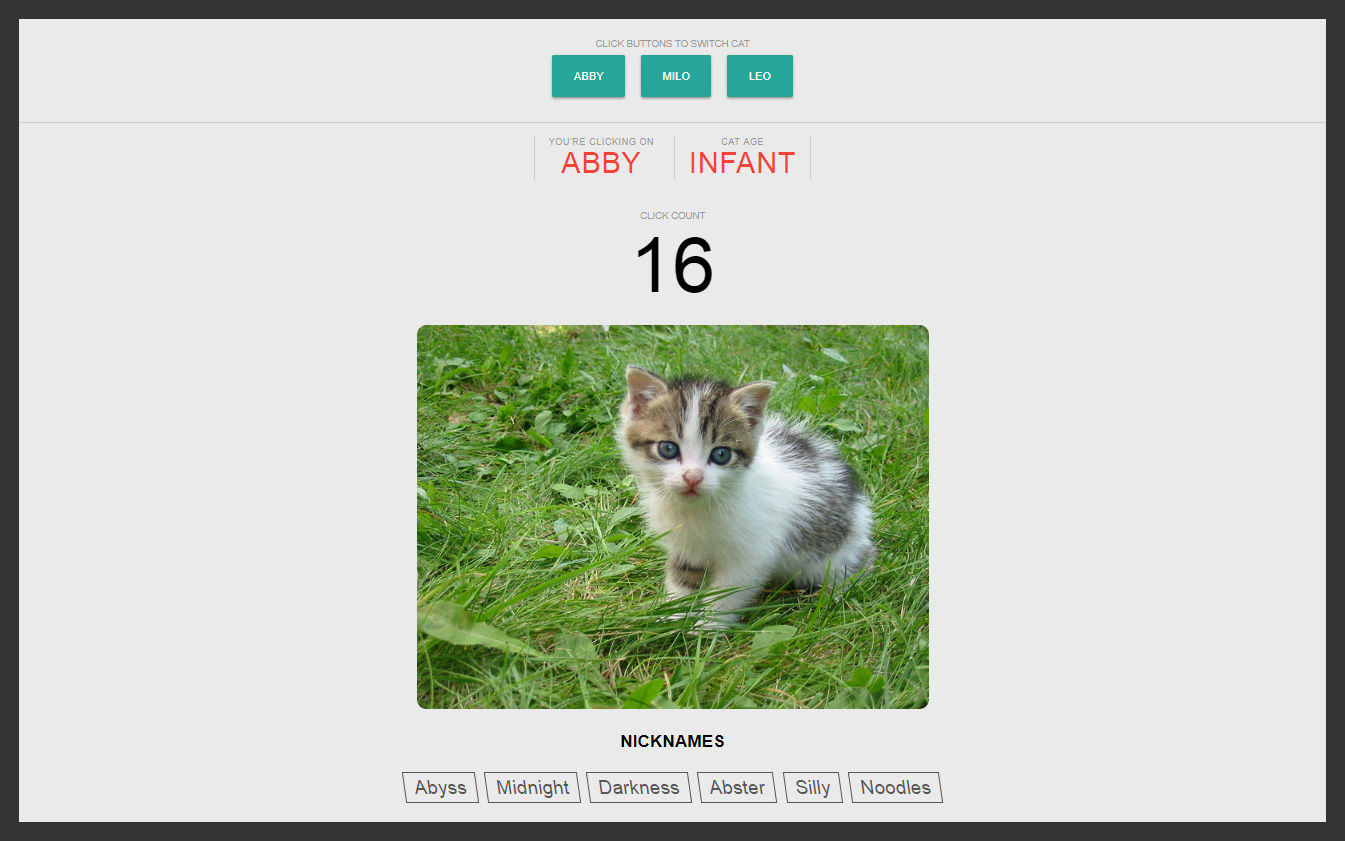 CLICK BUTTONS TO SWITCH CAT
ABBY MILO LEO
YOU'RE CLICKING ON CAT AGE
ABBY INFANT
CLICK COUNT
16
NICKNAMES
Abyss Midnight Darkness Abster Silly Noodles